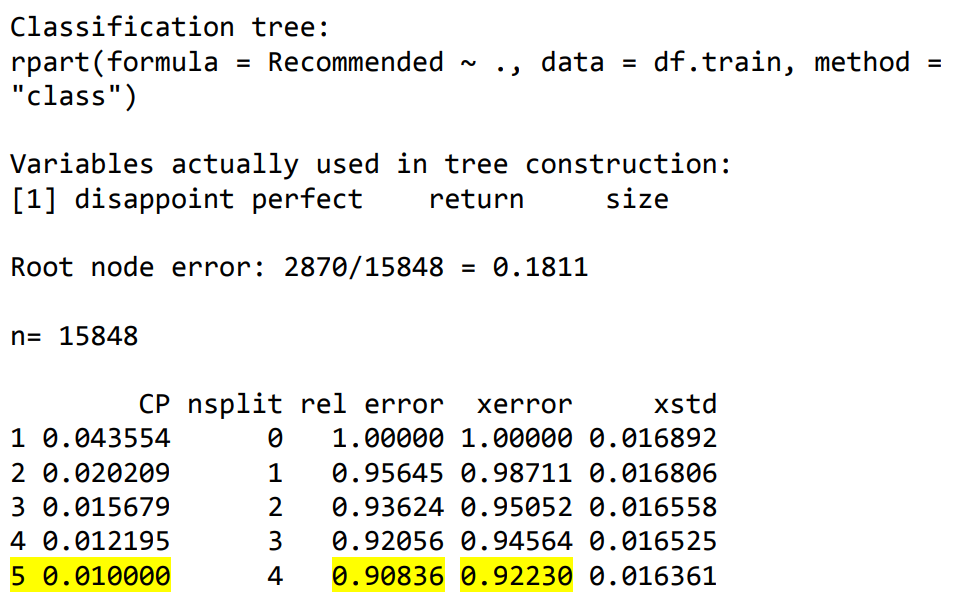 Classification tree:
rpart(formula = Recommended ~ ., data = df.train, method =
"class")
Variables actually used in tree construction:
[1] disappoint perfect    return     size
Root node error: 2870/15848 = 0.1811
n= 15848
        CP nsplit rel error  xerror     xstd
1 0.043554      0   1.00000 1.00000 0.016892
2 0.020209      1   0.95645 0.98711 0.016806
3 0.015679      2   0.93624 0.95052 0.016558
4 0.012195      3   0.92056 0.94564 0.016525
5 0.010000      4   0.90836 0.92230 0.016361